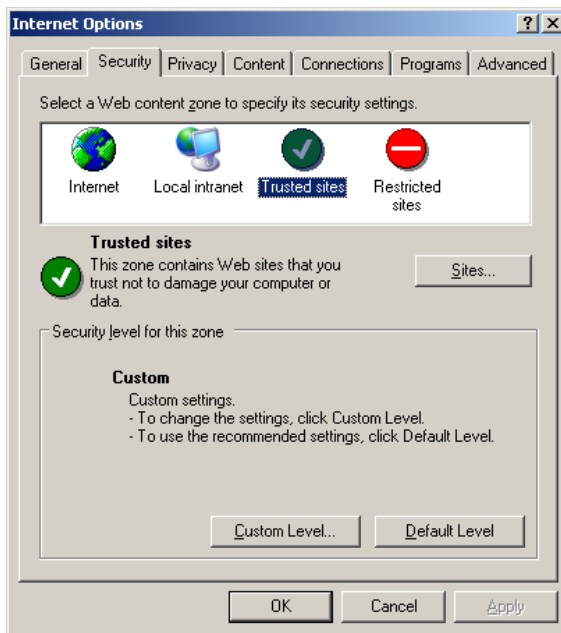 Internet Options
General Security Privacy Content Connections Programs Advanced
Select a Web content zone to specify its security settings.
Internet Local intranet Trusted sites Restricted
sites
Trusted sites
This zone contains Web sites that you
trust not to damage your computer or
data.
Sites...
Security level for this zone
Custom
Custom settings.
- To change the settings, click Custom Level.
- To use the recommended settings, click Default Level.
Custom Level... Default Level
OK Cancel Apply